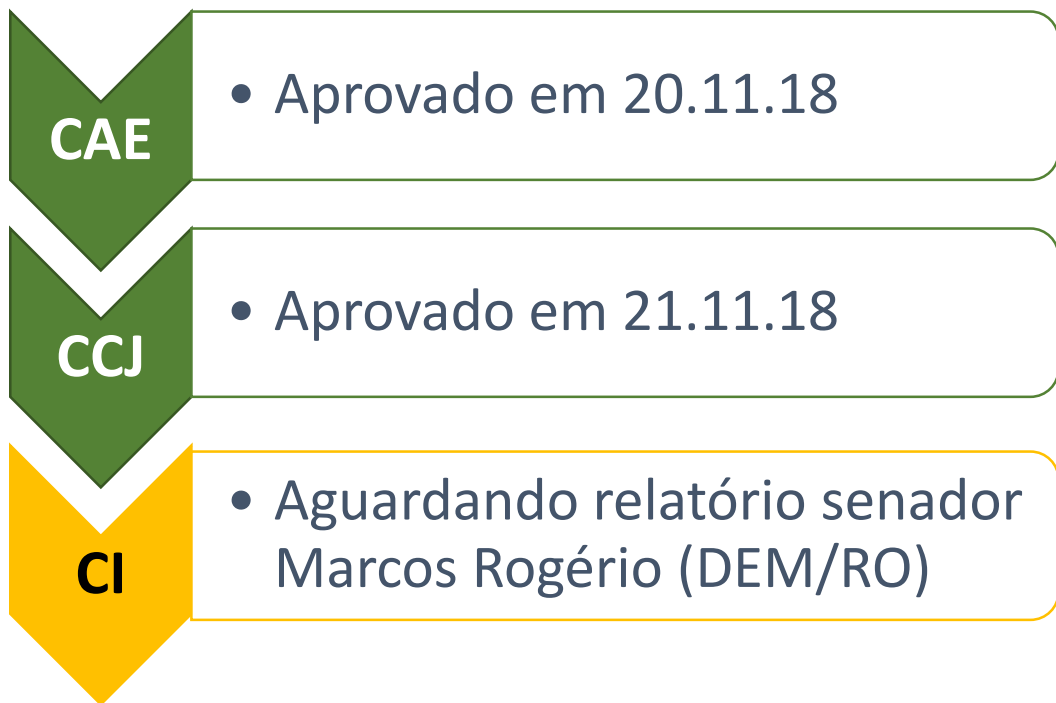 CAE
• Aprovado em 20.11.18
CCJ
• Aprovado em 21.11.18
CI
• Aguardando relatório senador
Marcos Rogério (DEM/RO)